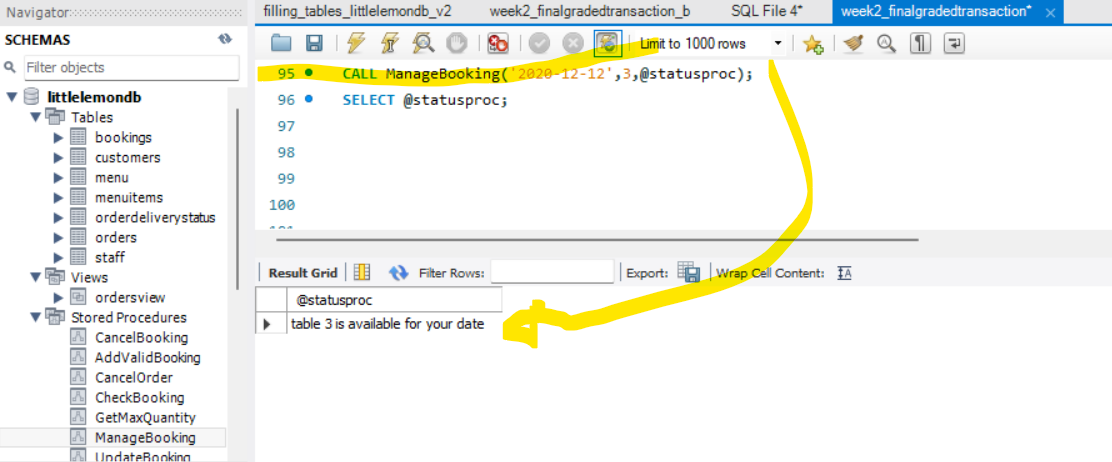 Navigator
filling_tables_littlelemondb_v2 week2_finalgradedtransaction_b SQL File 4* week2_finalgradedtransaction*
SCHEMAS
Limit to 1000 rows
Filter objects
95 CALL ManageBooking('2020-12-12',3,@statusproc);
littlelemondb
96 SELECT @statusproc;
Tables
97
bookings
customers
98
menu
99
menuitems
100
orderdeliverystatus
orders
staff
Result Grid Filter Rows: Export: Wrap Cell Content:
Views
ordersview
@statusproc
Stored Procedures
table 3 is available for your date
CancelBooking
AddValidBooking
CancelOrder
CheckBooking
GetMaxQuantity
ManageBooking
UpdateBooking